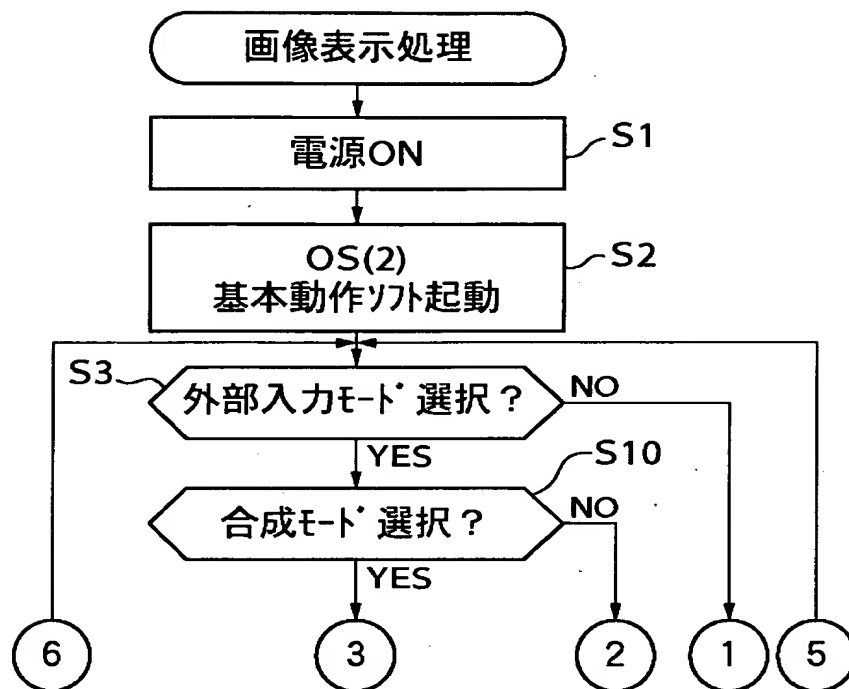 画像表示処理
電源ON
S1
OS(2)
基本動作ソフト起動
S2
S3
外部入力モード選択?
NO
YES
S10
合成モード選択?
NO
YES
6
3
2
1
5